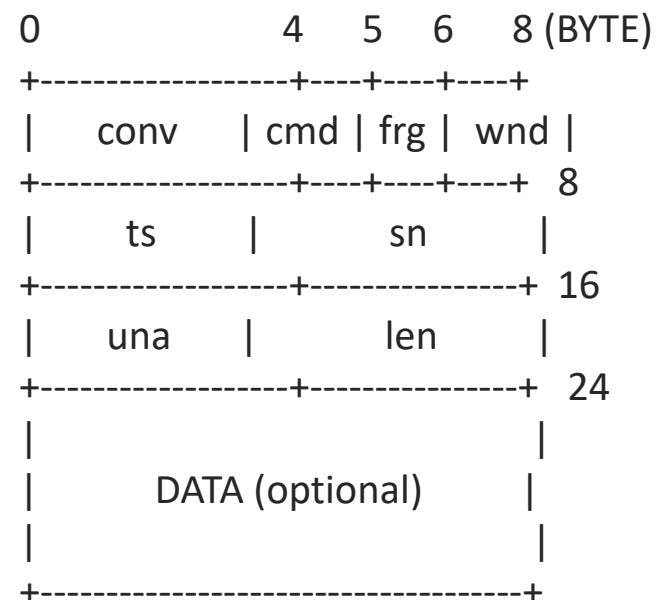 0 4 5 6 8 (BYTE)
+-------------------+----+----+----+
| conv | cmd | frg | wnd |
+-------------------+----+----+----+ 8
| ts | sn |
+-------------------+----------------+ 16
| una | len |
+-------------------+----------------+ 24
| |
| DATA (optional) |
| |
+------------------------------------+